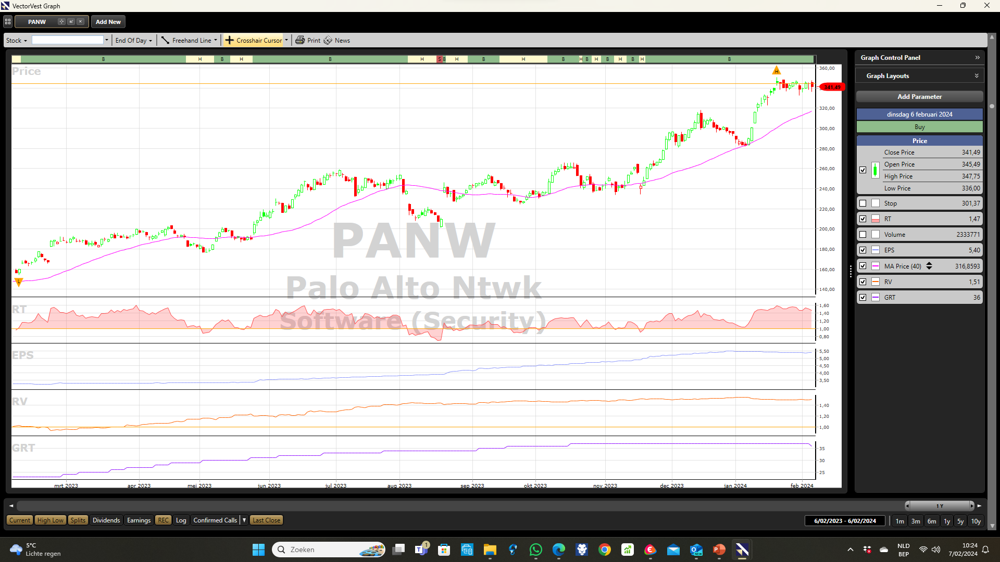 VectorVest Graph
PANW
Add New
Stock
End Of Day
Freehand Line
Crosshair Cursor
Print
News
B H B H B H S B H B H B H B H B H B H B
Price
H
L
360,00
341,49
320,00
300,00
280,00
260,00
240,00
220,00
200,00
180,00
160,00
140,00
PANW
Palo Alto Ntwk
Software (Security)
RT
1,60
1,40
1,20
1,00
0,80
EPS
5,50
5,00
4,50
4,00
3,50
RV
1,40
1,20
1,00
GRT
35
30
25
mrt 2023 apr 2023 mei 2023 jun 2023 jul 2023 aug 2023 sep 2023 okt 2023 nov 2023 dec 2023 jan 2024 feb 2024
Graph Control Panel
Graph Layouts
Add Parameter
dinsdag 6 februari 2024
Buy
Price
Close Price 341,49
Open Price 345,49
High Price 347,75
Low Price 336,00
Stop 301,37
RT 1,47
Volume 2333771
EPS 5,40
MA Price (40) 316,8593
RV 1,51
GRT 36
1 Y
Current High Low Splits Dividends Earnings REC Log Confirmed Calls Last Close
6/02/2023 - 6/02/2024
1m 3m 6m 1y 5y 10y
5°C
Lichte regen
Zoeken
1
NEW
NLD
BEP
10:24
7/02/2024